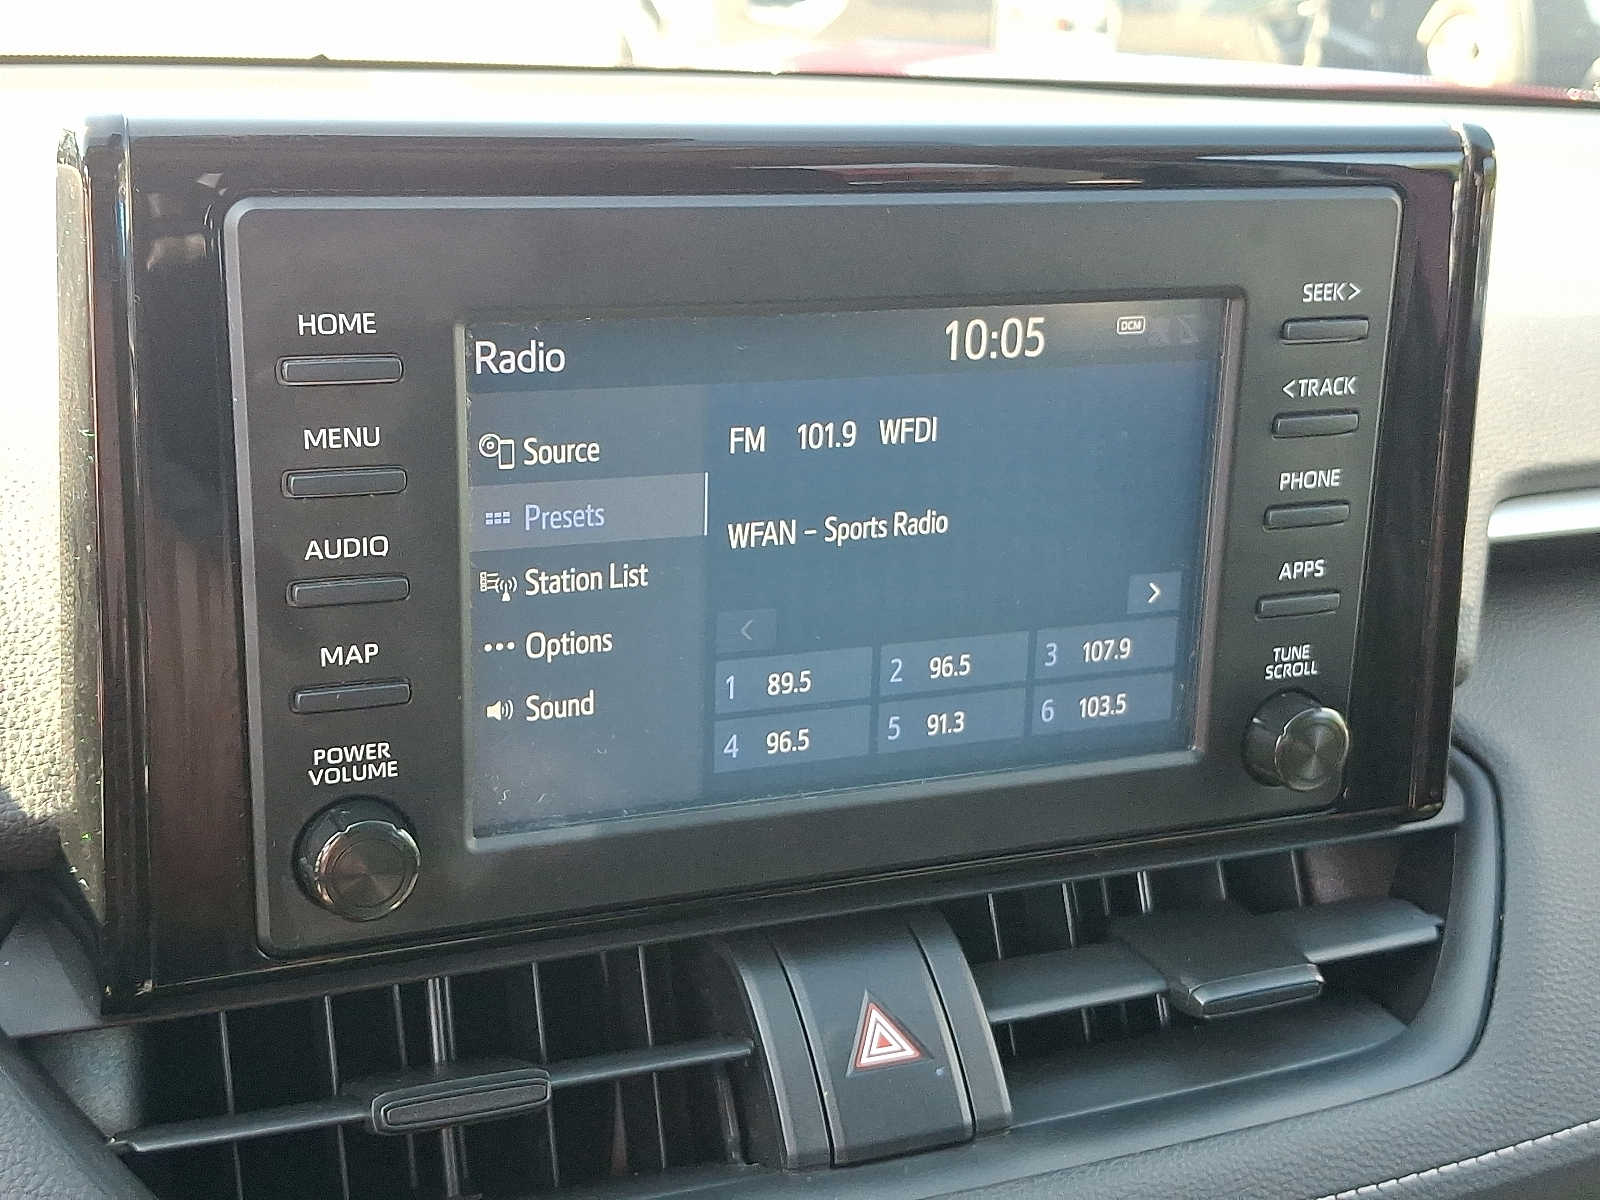 HOME
MENU
AUDIO
MAP
POWER
VOLUME
Radio
10:05
DCM
Source
Presets
Station List
Options
Sound
FM 101.9 WFDI
WFAN – Sports Radio
<
>
1 89.5
2 96.5
3 107.9
4 96.5
5 91.3
6 103.5
SEEK>
<TRACK
PHONE
APPS
TUNE
SCROLL